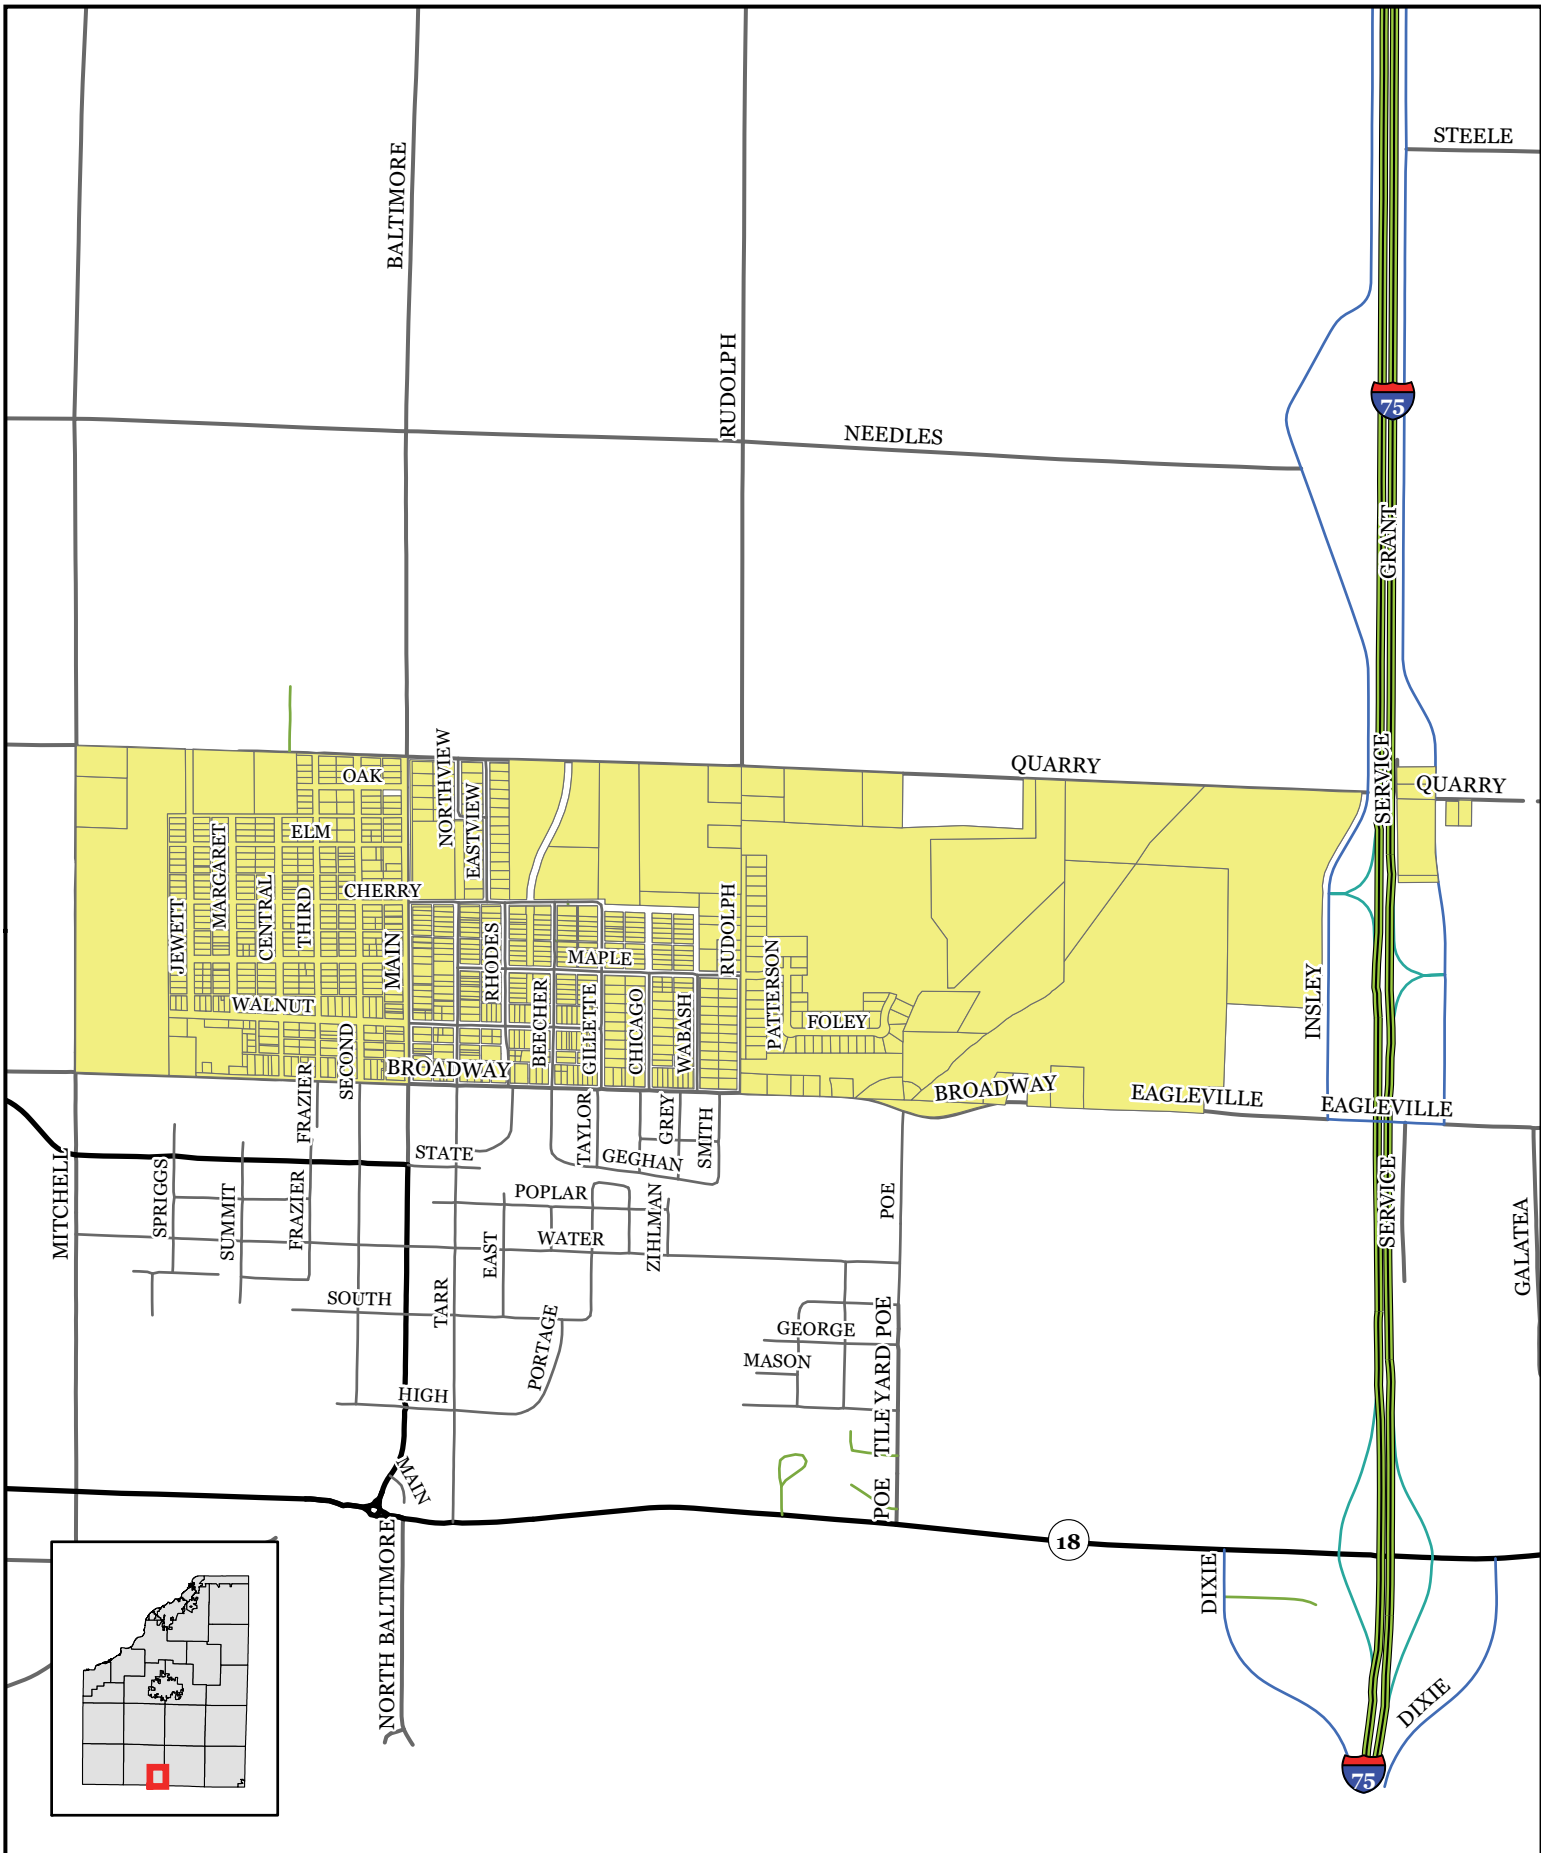 STEELE
BALTIMORE
RUDOLPH
75
NEEDLES
GRANT
NORTHVIEW
SERVICE
QUARRY
OAK
QUARRY
EASTVIEW
ELM
MARGARET
CHERRY
CENTRAL
THIRD
RUDOLPH
JEWETT
MAIN
RHODES
MAPLE
PATTERSON
INSLEY
WALNUT
BEECHER
GILLETTE
CHICAGO
WABASH
FOLEY
SECOND
BROADWAY
FRAZIER
BROADWAY
EAGLEVILLE
EAGLEVILLE
TAYLOR
GREY
SMITH
STATE
GEGHAN
MITCHELL
SPRIGGS
SUMMIT
FRAZIER
POPLAR
ZIHLMAN
POE
SERVICE
GALATEA
EAST
WATER
SOUTH
TARR
PORTAGE
GEORGE
POE
MASON
TILE YARD
HIGH
MAIN
POE
18
NORTH BALTIMORE
DIXIE
DIXIE
75